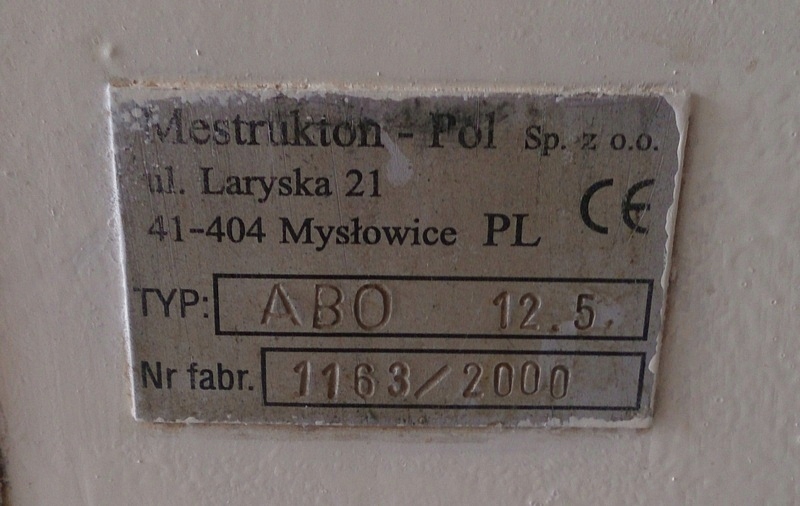 Mestrukton - Pol Sp. z o.o.
ul. Laryska 21
41-404 Mysłowice PL CE
TYP: ABO 12.5
Nr fabr. 1163/2000